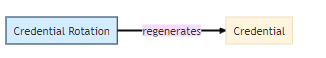 Credential Rotation
regenerates
Credential